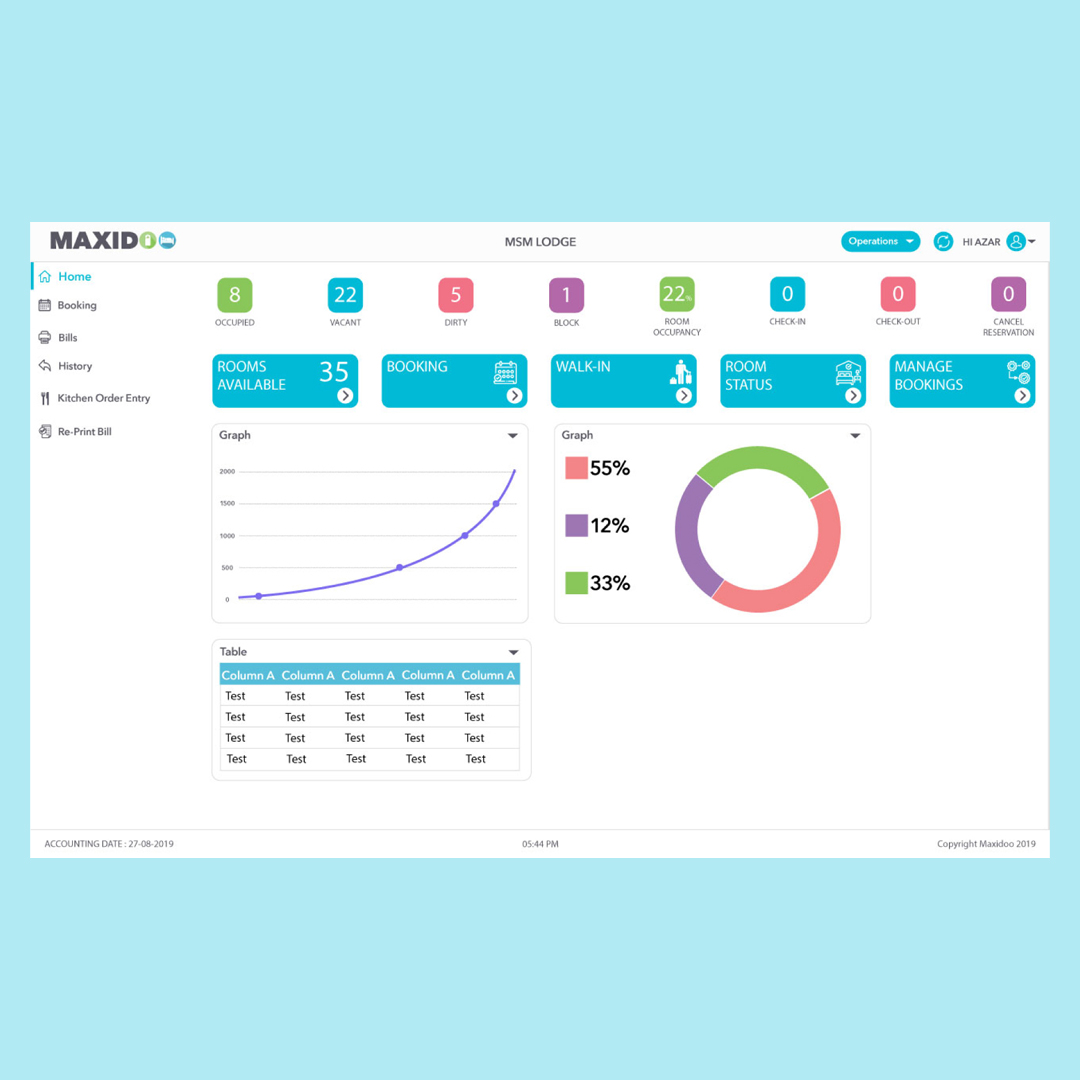 MAXIDOO
MSM LODGE
Operations
HI AZAR
Home
Booking
Bills
History
Kitchen Order Entry
Re-Print Bill
8
OCCUPIED
22
VACANT
5
DIRTY
1
BLOCK
22%
ROOM
OCCUPANCY
0
CHECK-IN
0
CHECK-OUT
0
CANCEL
RESERVATION
ROOMS
AVAILABLE
35
BOOKING
WALK-IN
ROOM
STATUS
MANAGE
BOOKINGS
Graph
2000
1500
1000
500
0
Graph
55%
12%
33%
Table
Column A Column A Column A Column A Column A
Test Test Test Test Test
Test Test Test Test Test
Test Test Test Test Test
Test Test Test Test Test
ACCOUNTING DATE : 27-08-2019
05:44 PM
Copyright Maxidoo 2019